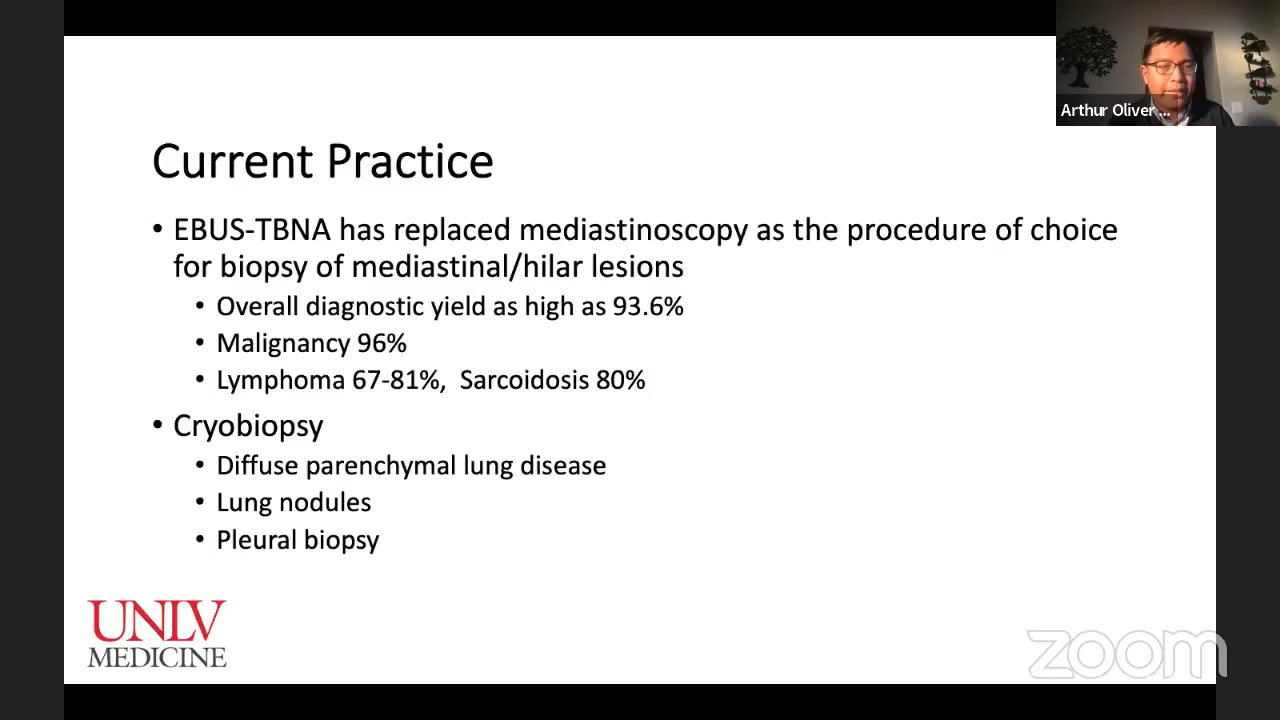 Arthur Oliver ...
Current Practice
• EBUS-TBNA has replaced mediastinoscopy as the procedure of choice
for biopsy of mediastinal/hilar lesions
• Overall diagnostic yield as high as 93.6%
• Malignancy 96%
• Lymphoma 67-81%, Sarcoidosis 80%
• Cryobiopsy
• Diffuse parenchymal lung disease
• Lung nodules
• Pleural biopsy
UNLV
MEDICINE
zoom